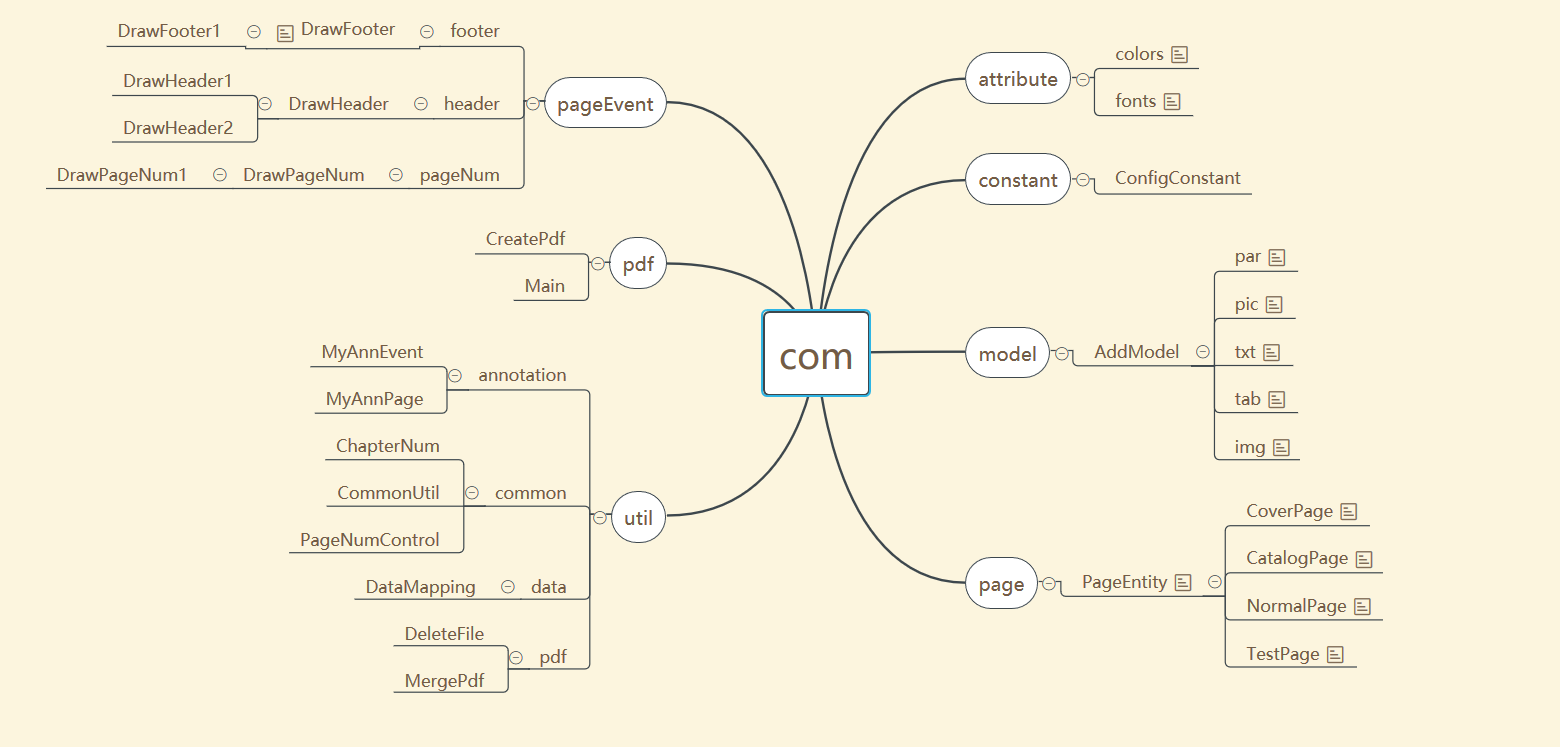 com
attribute
colors
fonts
constant
ConfigConstant
model
AddModel
par
pic
txt
tab
img
page
PageEntity
CoverPage
CatalogPage
NormalPage
TestPage
pageEvent
footer
DrawFooter
DrawFooter1
header
DrawHeader
DrawHeader1
DrawHeader2
pageNum
DrawPageNum
DrawPageNum1
pdf
CreatePdf
Main
util
annotation
MyAnnEvent
MyAnnPage
common
ChapterNum
CommonUtil
PageNumControl
data
DataMapping
pdf
DeleteFile
MergePdf